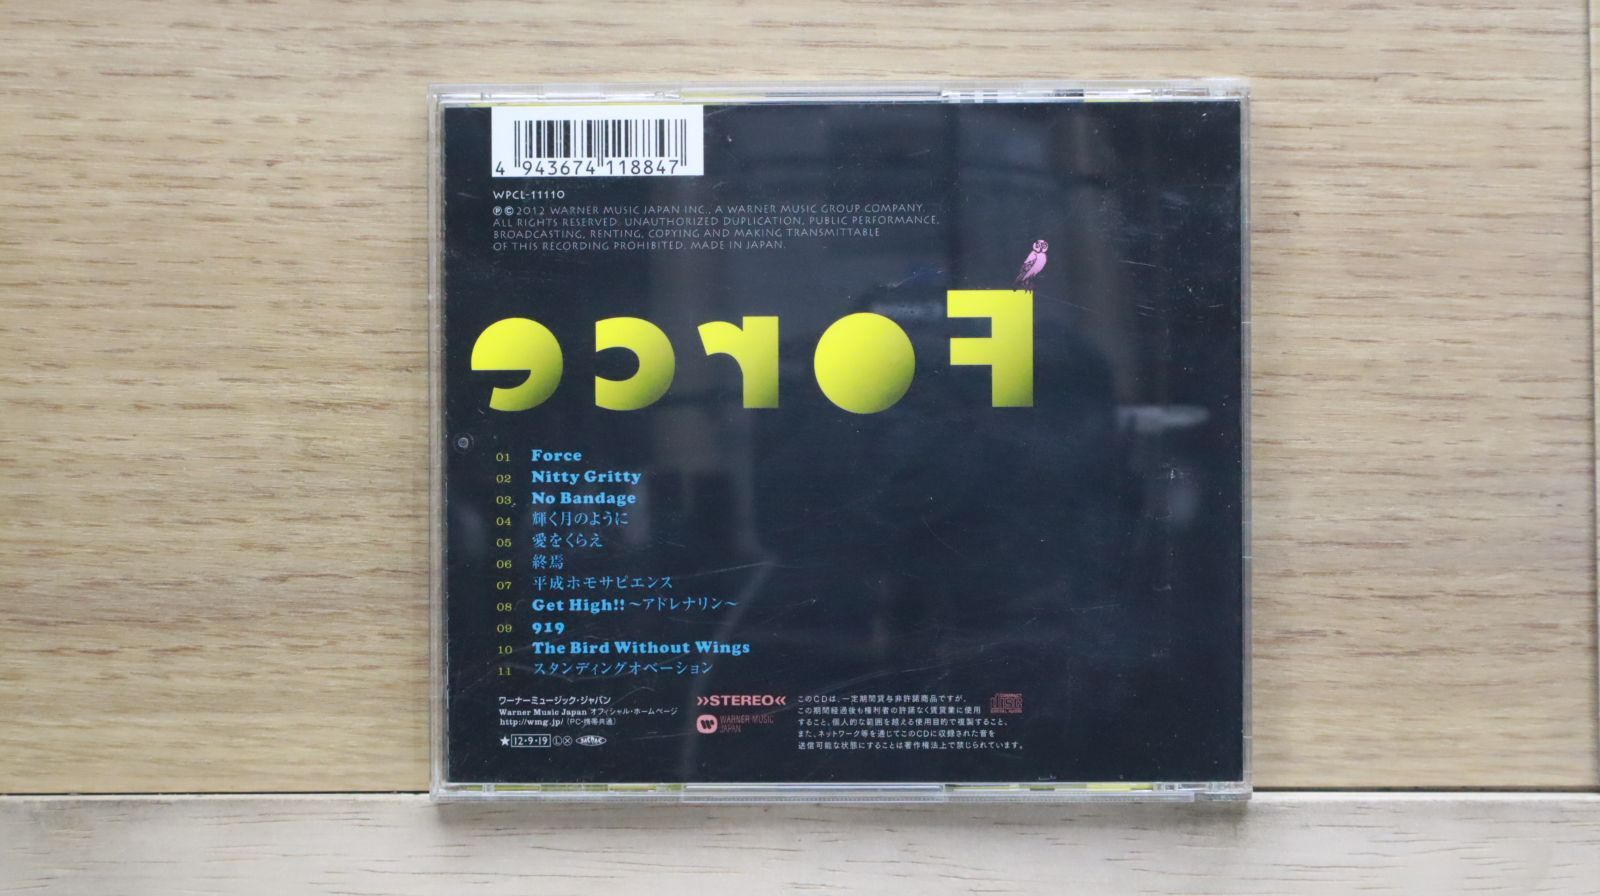 4 943674 118847
WPCL-11110
℗©2012 WARNER MUSIC JAPAN INC., A WARNER MUSIC GROUP COMPANY.
ALL RIGHTS RESERVED. UNAUTHORIZED DUPLICATION, PUBLIC PERFORMANCE,
BROADCASTING, RENTING, COPYING AND MAKING TRANSMITTABLE
OF THIS RECORDING PROHIBITED. MADE IN JAPAN.
Force
01 Force
02 Nitty Gritty
03 No Bandage
04 輝く月のように
05 愛をくらえ
06 終焉
07 平成ホモサピエンス
08 Get High!! ~アドレナリン~
09 919
10 The Bird Without Wings
11 スタンディングオベーション
ワーナーミュージック・ジャパン
Warner Music Japan オフィシャル・ホームページ
http://wmg.jp/ (PC・携帯共通)
★ 12・9・19 Ⓛ Ⓧ
»STEREO«
WARNER MUSIC
JAPAN
このCDは、一定期間貸与非許諾商品ですが、
この期間経過後も権利者の許諾なく賃貸業に使用
すること、個人的な範囲を越える使用目的で複製すること、
また、ネットワーク等を通じてこのCDに収録された音を
送信可能な状態にすることは著作権法上で禁じられています。
COMPACT
disc
DIGITAL AUDIO